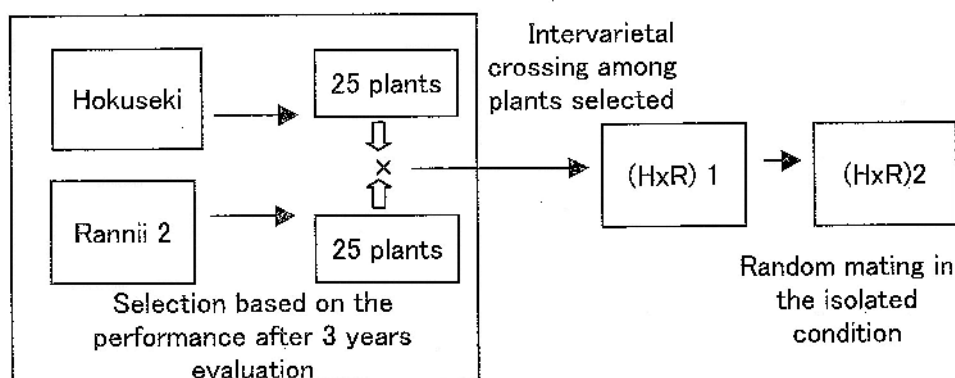 Hokuseki
25 plants
×
Rannii 2
25 plants
Selection based on the
performance after 3 years
evaluation
Intervarietal
crossing among
plants selected
(HxR) 1
(HxR)2
Random mating in
the isolated
condition